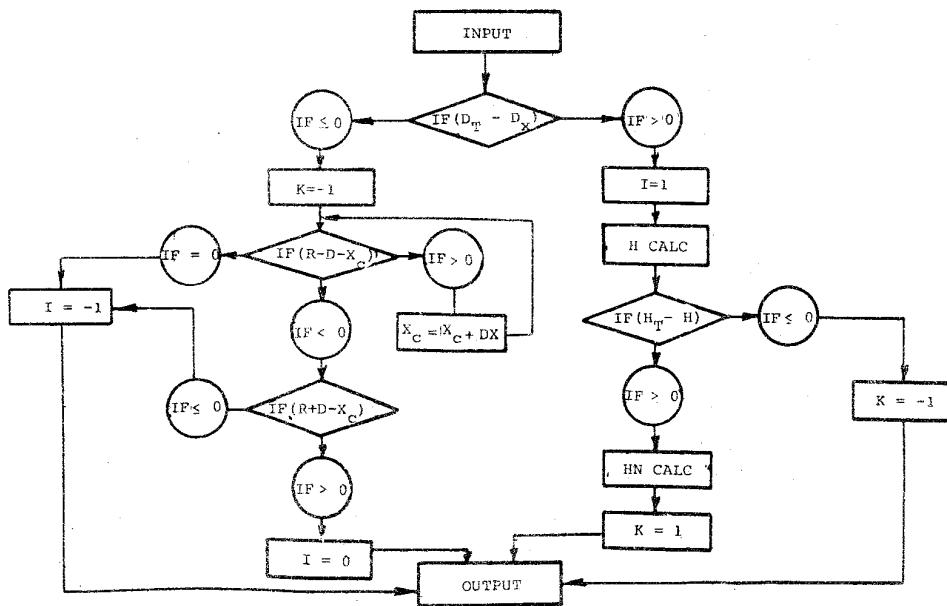 INPUT
IF(D_T - D_X)
IF ≤ 0
IF > 0
K=-1
I=1
IF(R-D-X_C)
IF = 0
IF > 0
H CALC
I = -1
X_C = X_C + DX
IF < 0
IF(H_T - H)
IF ≤ 0
IF ≤ 0
IF(R+D-X_C)
IF > 0
K = -1
HN CALC
IF > 0
K = 1
I = 0
OUTPUT